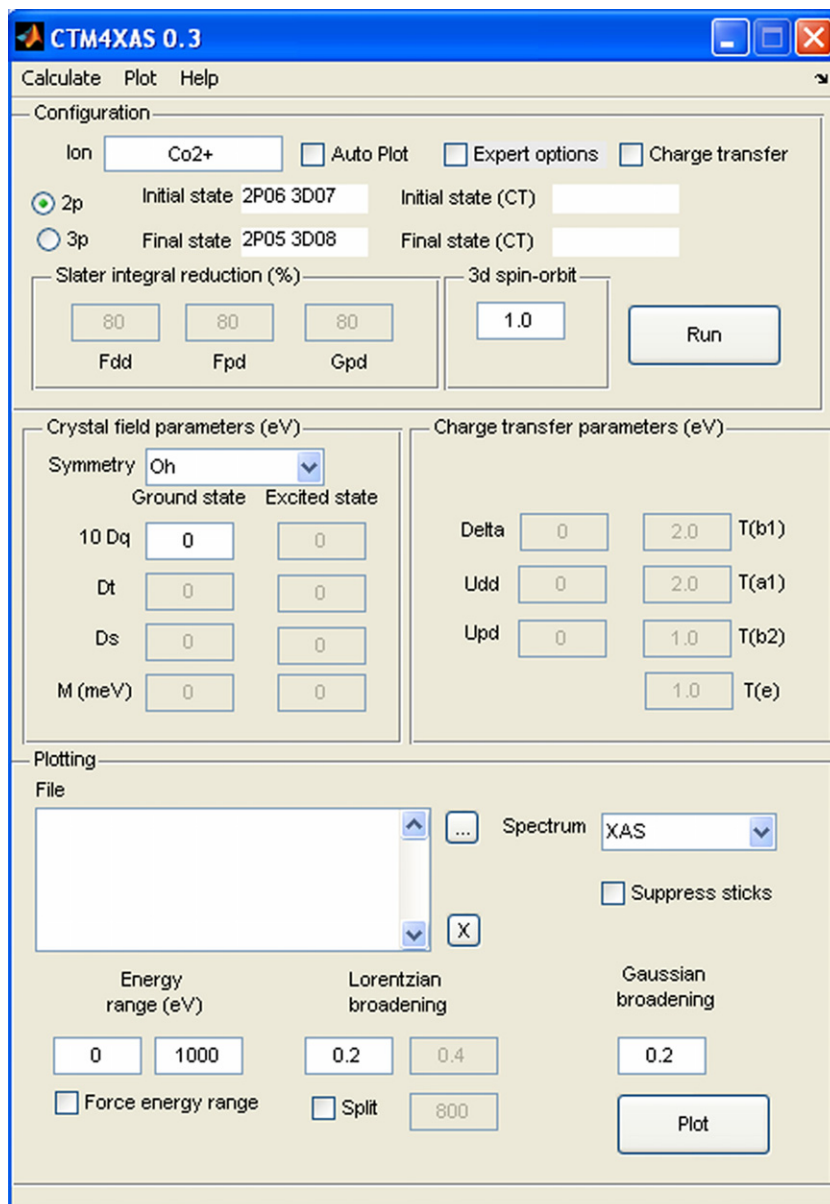 CTM4XAS 0.3
Calculate Plot Help
Configuration
Ion Co2+ Auto Plot Expert options Charge transfer
2p Initial state 2P06 3D07 Initial state (CT)
3p Final state 2P05 3D08 Final state (CT)
Slater integral reduction (%) 3d spin-orbit
80 80 80 1.0 Run
Fdd Fpd Gpd
Crystal field parameters (eV) Charge transfer parameters (eV)
Symmetry Oh
Ground state Excited state
10 Dq 0 0 Delta 0 2.0 T(b1)
Dt 0 0 Udd 0 2.0 T(a1)
Ds 0 0 Upd 0 1.0 T(b2)
M (meV) 0 0 1.0 T(e)
Plotting
File
... Spectrum XAS
Suppress sticks
X
Energy Lorentzian Gaussian
range (eV) broadening broadening
0 1000 0.2 0.4 0.2
Force energy range Split 800 Plot